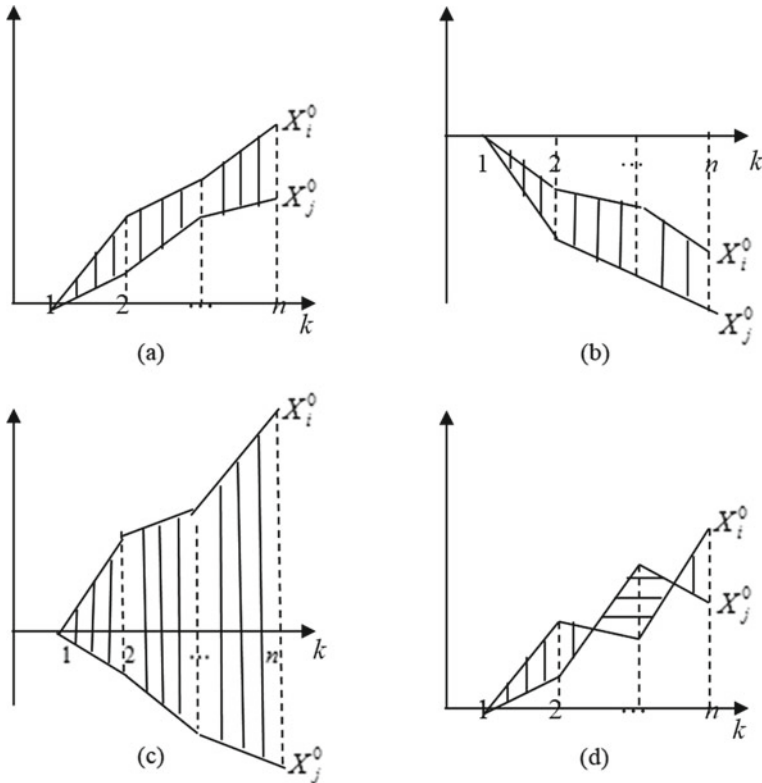 X_i^0
X_j^0
1 2 ... n
k
(a)
1 2 ... n k
X_i^0
X_j^0
(b)
X_i^0
1 2 ... n k
X_j^0
(c)
X_i^0
X_j^0
1 2 ... n
k
(d)